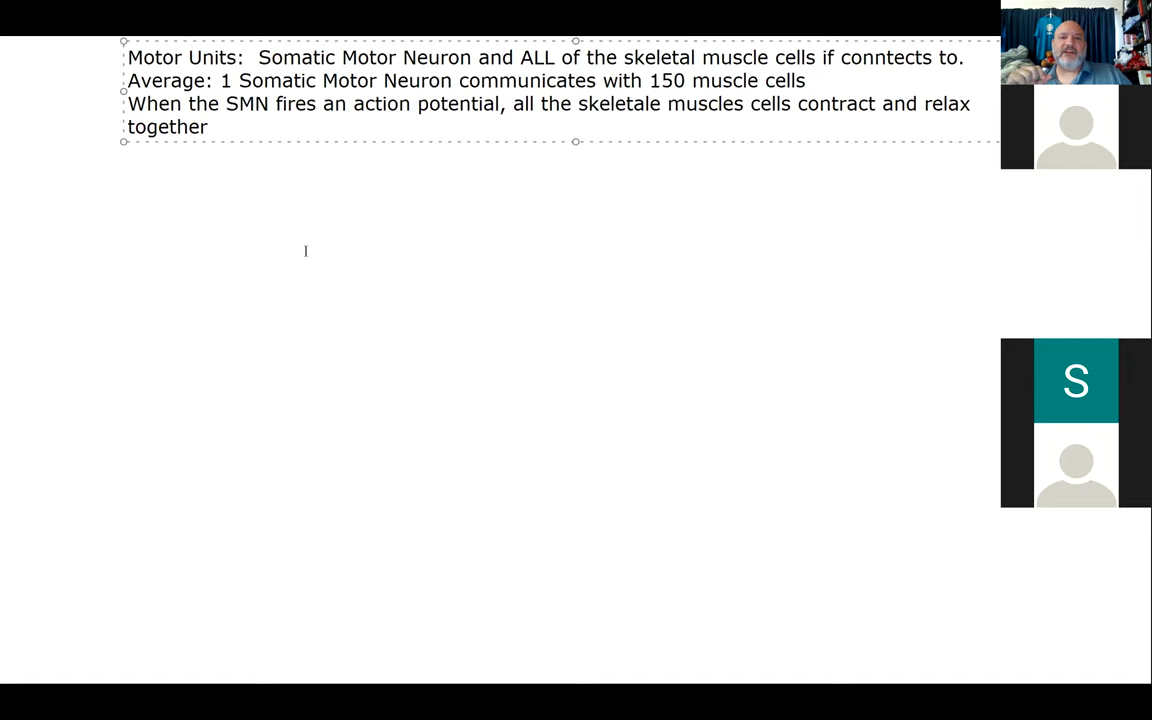 Motor Units:  Somatic Motor Neuron and ALL of the skeletal muscle cells if conntects to.
Average: 1 Somatic Motor Neuron communicates with 150 muscle cells
When the SMN fires an action potential, all the skeletale muscles cells contract and relax
together
S